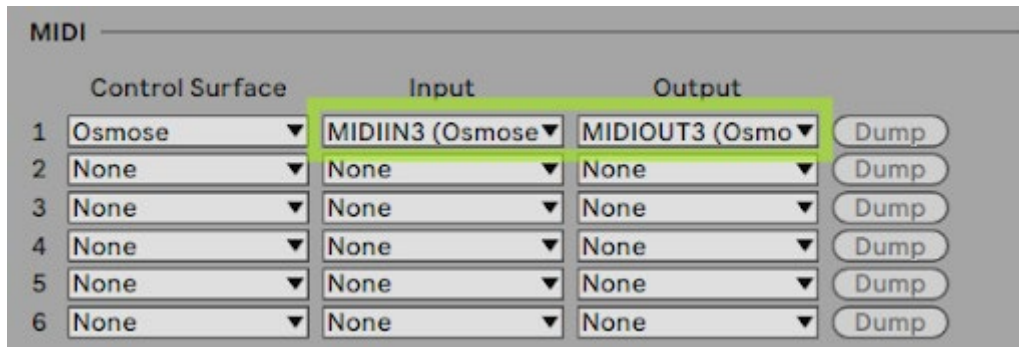 MIDI
Control Surface Input Output
1 Osmose MIDIIN3 (Osmose MIDIOUT3 (Osmo Dump
2 None None None Dump
3 None None None Dump
4 None None None Dump
5 None None None Dump
6 None None None Dump